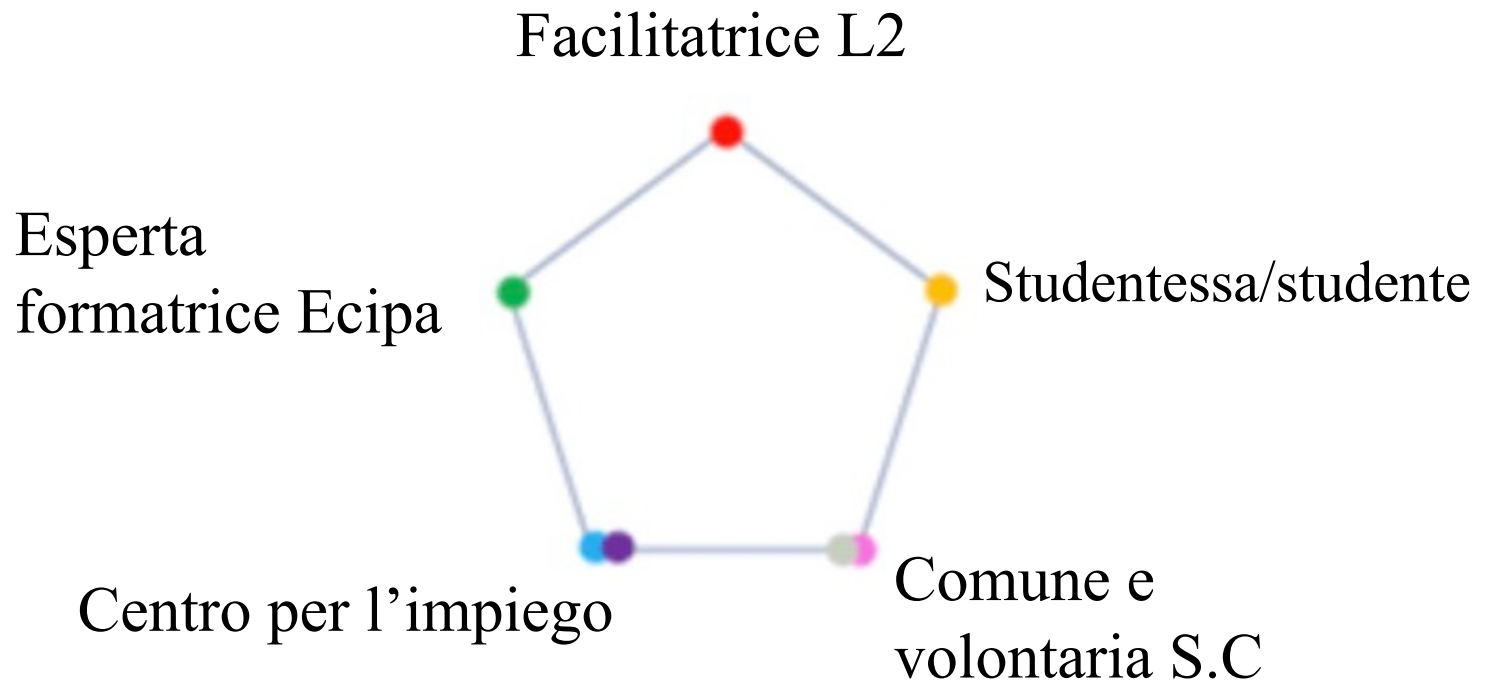 Facilitatrice L2
Esperta
formatrice Ecipa
Studentessa/studente
Centro per l’impiego
Comune e
volontaria S.C